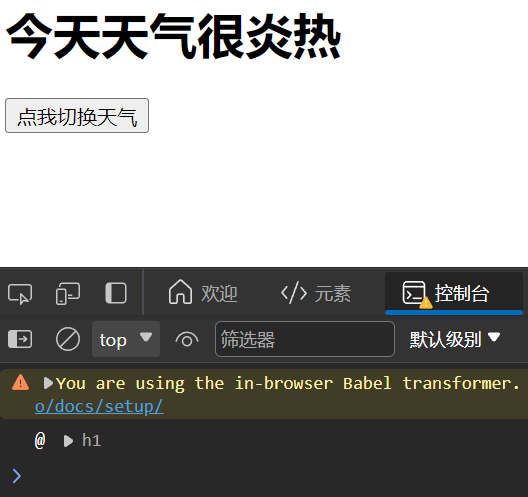 今天天气很炎热
点我切换天气
欢迎 元素 控制台
top 筛选器 默认级别
You are using the in-browser Babel transformer.
o/docs/setup/
@ h1